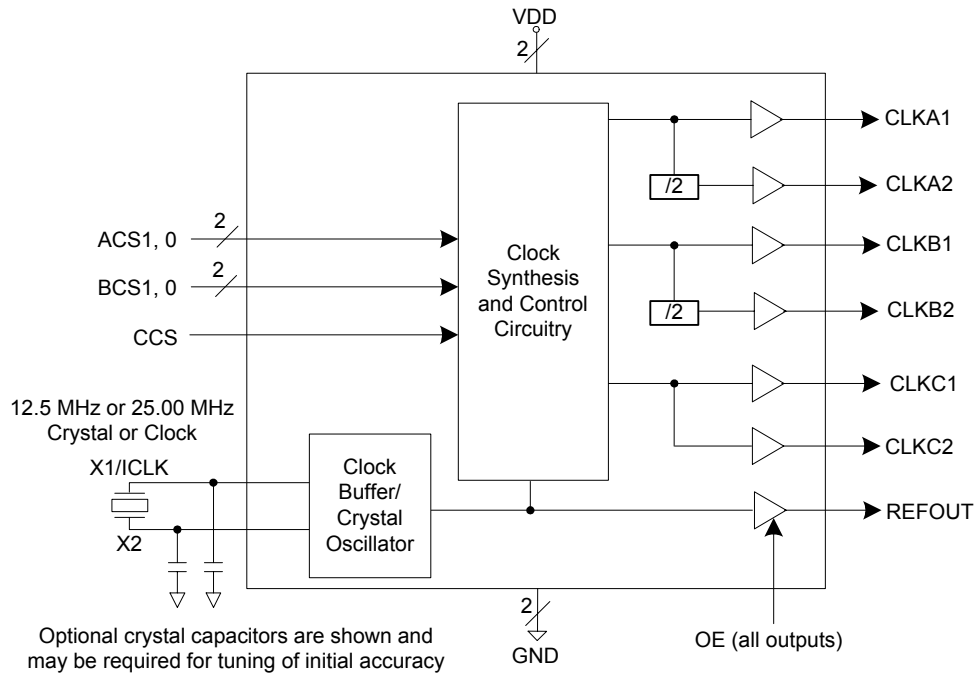 VDD
2
CLKA1
/2
CLKA2
2
ACS1, 0
CLKB1
2
BCS1, 0
Clock
Synthesis
and Control
Circuitry
/2
CLKB2
CCS
CLKC1
12.5 MHz or 25.00 MHz
Crystal or Clock
CLKC2
X1/ICLK
Clock
Buffer/
Crystal
Oscillator
REFOUT
X2
2
GND
OE (all outputs)
Optional crystal capacitors are shown and
may be required for tuning of initial accuracy